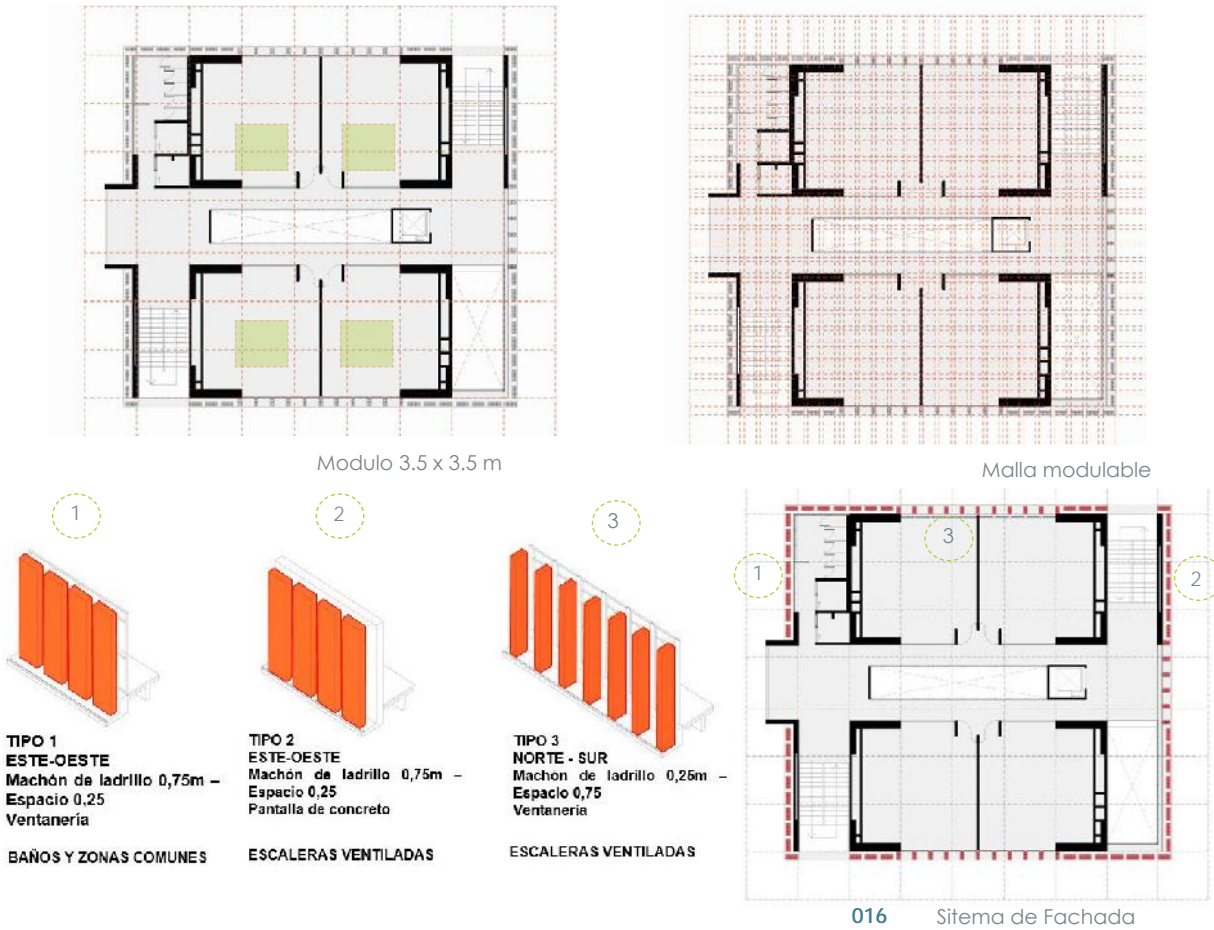 Modulo 3.5 x 3.5 m
Malla modulable
1
2
3
TIPO 1
ESTE-OESTE
Machón de ladrillo 0,75m –
Espacio 0,25
Ventanería
BAÑOS Y ZONAS COMUNES
TIPO 2
ESTE-OESTE
Machón de ladrillo 0,75m –
Espacio 0,25
Pantalla de concreto
ESCALERAS VENTILADAS
TIPO 3
NORTE - SUR
Machón de ladrillo 0,25m –
Espacio 0,75
Ventanería
ESCALERAS VENTILADAS
1
3
2
016 Sitema de Fachada